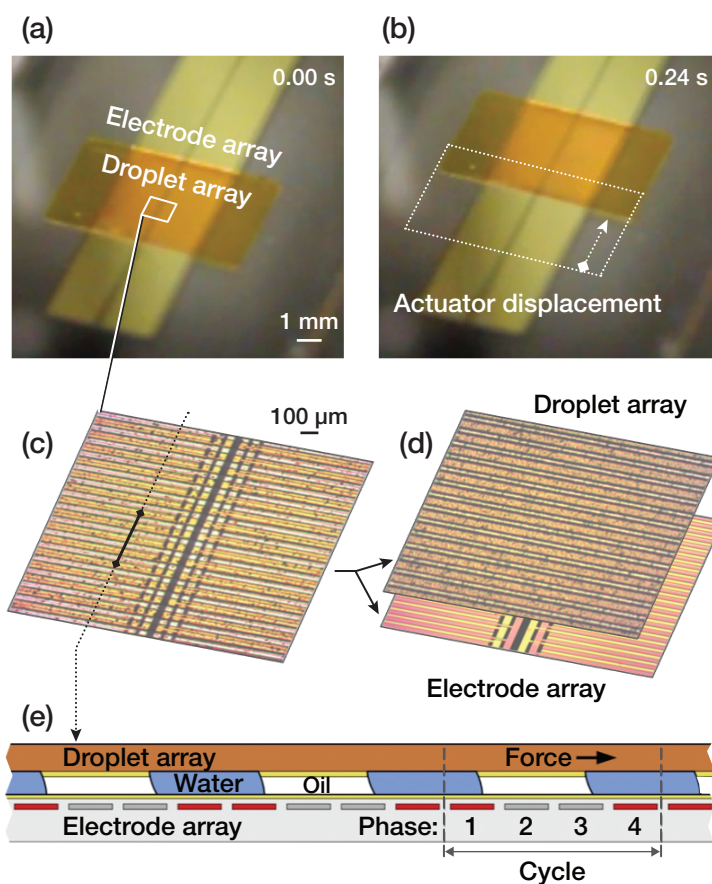 (a)
0.00 s
Electrode array
Droplet array
1 mm
(b)
0.24 s
Actuator displacement
(c)
100 µm
(d)
Droplet array
Electrode array
(e)
Droplet array
Force
Water
Oil
Electrode array
Phase: 1 2 3 4
Cycle